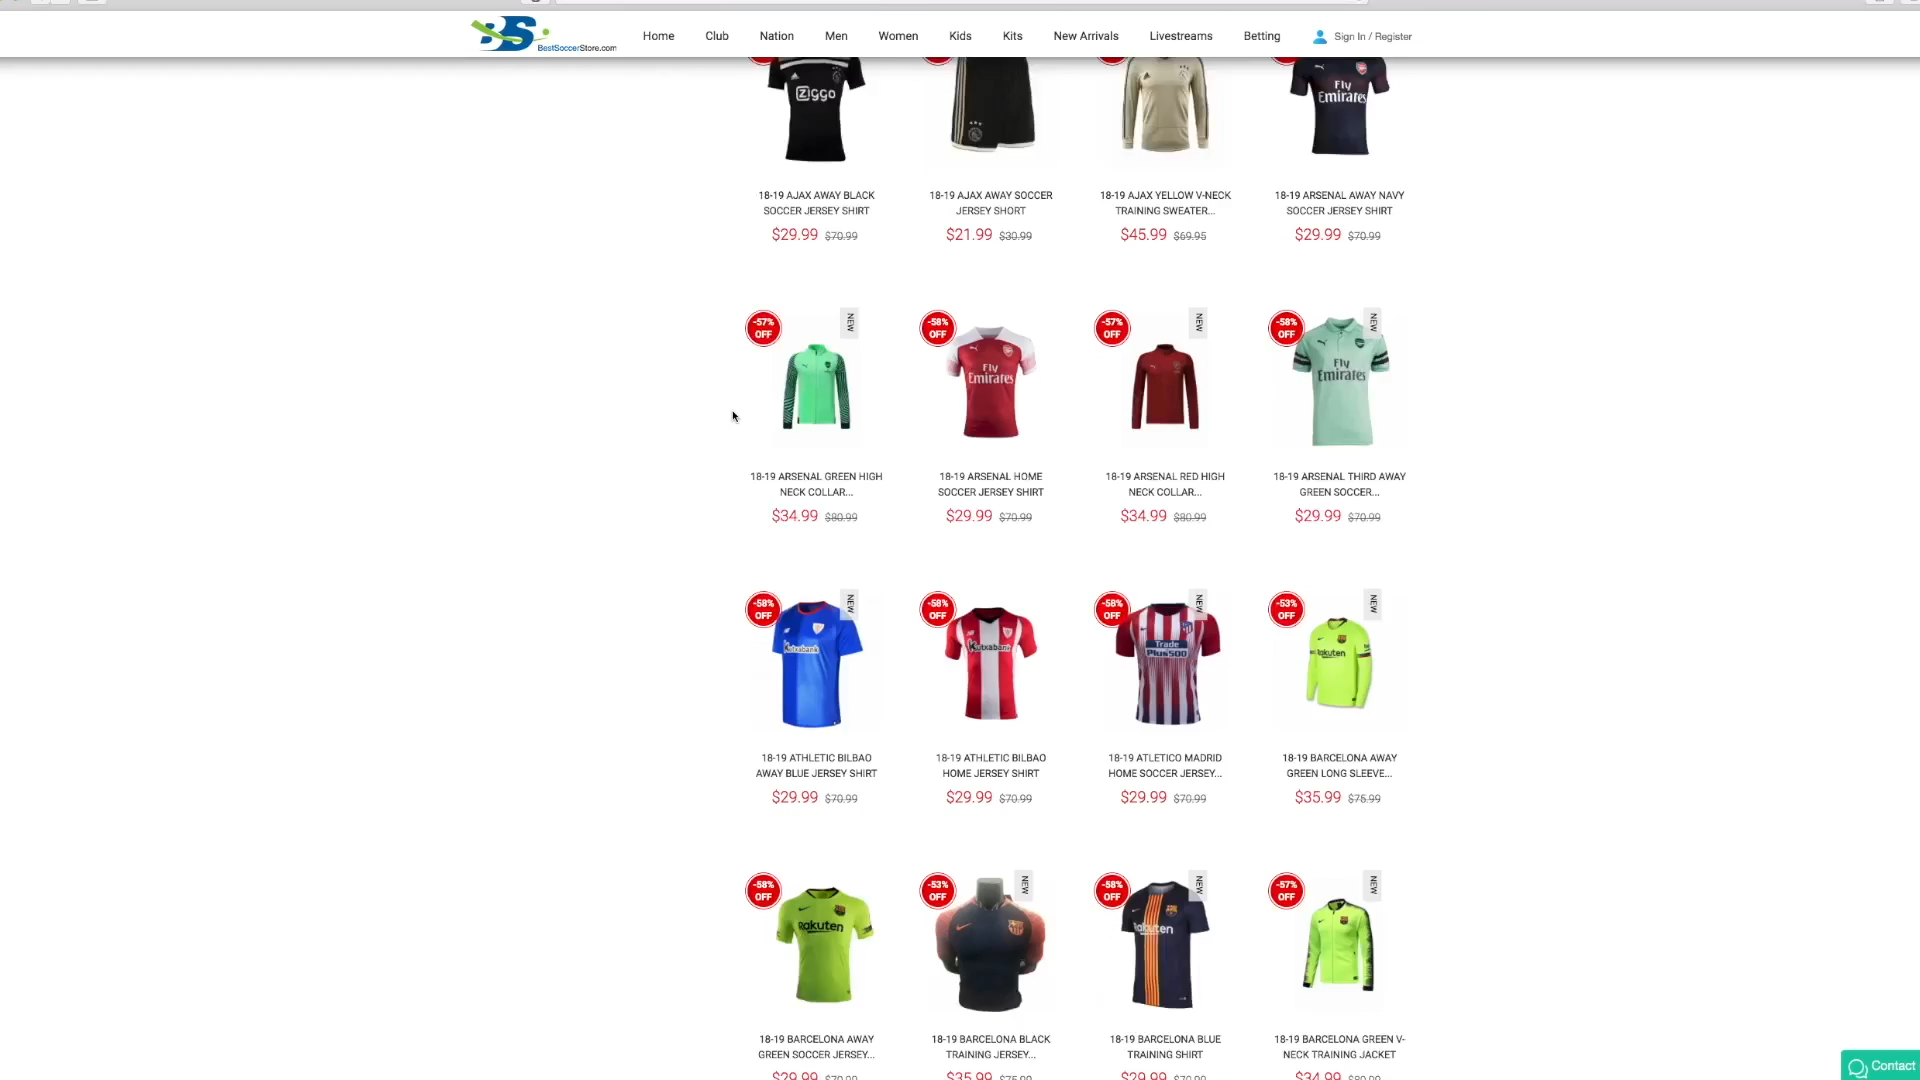 BestSoccerStore.com
Home
Club
Nation
Men
Women
Kids
Kits
New Arrivals
Livestreams
Betting
Sign In / Register
Ziggo
Fly
Emirates
18-19 AJAX AWAY BLACK
SOCCER JERSEY SHIRT
$29.99 $70.99
18-19 AJAX AWAY SOCCER
JERSEY SHORT
$21.99 $30.99
18-19 AJAX YELLOW V-NECK
TRAINING SWEATER...
$45.99 $69.95
18-19 ARSENAL AWAY NAVY
SOCCER JERSEY SHIRT
$29.99 $70.99
-57%
OFF
NEW
-58%
OFF
Fly
Emirates
-57%
OFF
NEW
-58%
OFF
NEW
Fly
Emirates
18-19 ARSENAL GREEN HIGH
NECK COLLAR...
$34.99 $80.99
18-19 ARSENAL HOME
SOCCER JERSEY SHIRT
$29.99 $70.99
18-19 ARSENAL RED HIGH
NECK COLLAR...
$34.99 $80.99
18-19 ARSENAL THIRD AWAY
GREEN SOCCER...
$29.99 $70.99
-58%
OFF
NEW
Kutxabank
-58%
OFF
Kutxabank
-58%
OFF
NEW
Trade
Plus500
-53%
OFF
NEW
Rakuten
18-19 ATHLETIC BILBAO
AWAY BLUE JERSEY SHIRT
$29.99 $70.99
18-19 ATHLETIC BILBAO
HOME JERSEY SHIRT
$29.99 $70.99
18-19 ATLETICO MADRID
HOME SOCCER JERSEY...
$29.99 $70.99
18-19 BARCELONA AWAY
GREEN LONG SLEEVE...
$35.99 $75.99
-58%
OFF
Rakuten
-53%
OFF
NEW
-58%
OFF
NEW
Rakuten
-57%
OFF
NEW
18-19 BARCELONA AWAY
GREEN SOCCER JERSEY...
$29.99 $70.99
18-19 BARCELONA BLACK
TRAINING JERSEY...
$35.99 $75.99
18-19 BARCELONA BLUE
TRAINING SHIRT
$29.99 $70.99
18-19 BARCELONA GREEN V-
NECK TRAINING JACKET
$34.99 $80.99
Contact